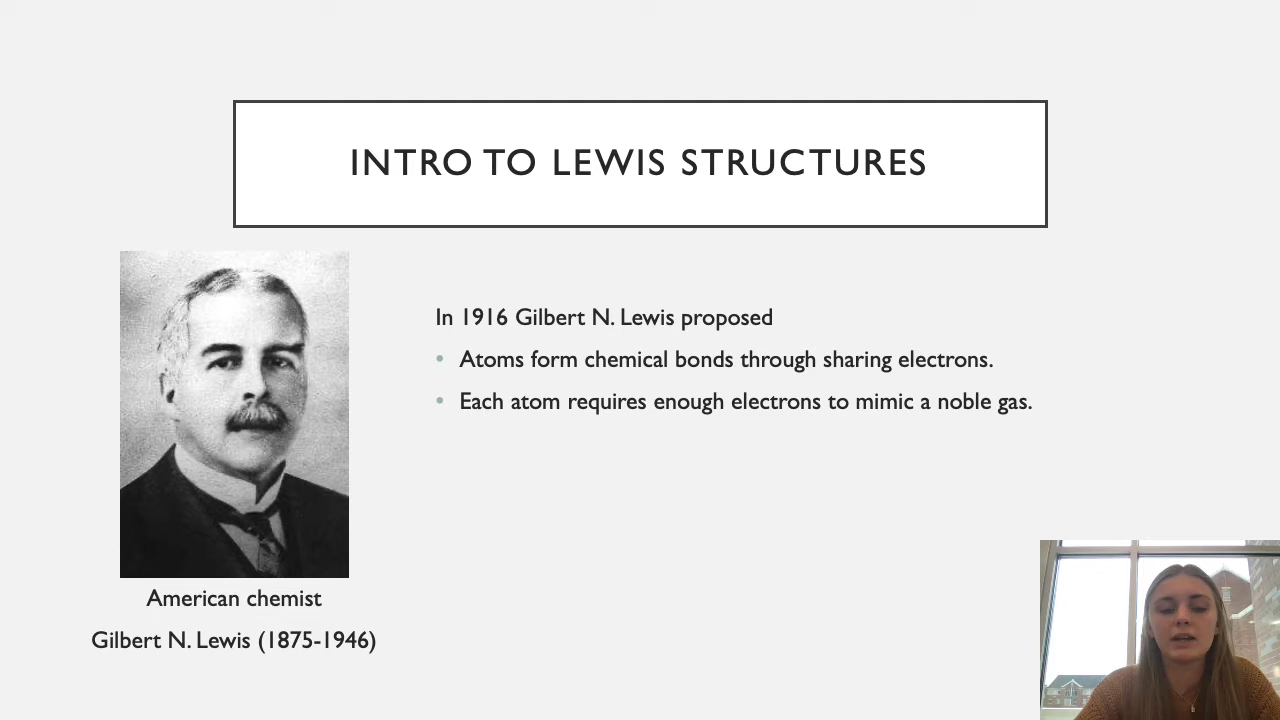 INTRO TO LEWIS STRUCTURES
In 1916 Gilbert N. Lewis proposed
• Atoms form chemical bonds through sharing electrons.
• Each atom requires enough electrons to mimic a noble gas.
American chemist
Gilbert N. Lewis (1875-1946)